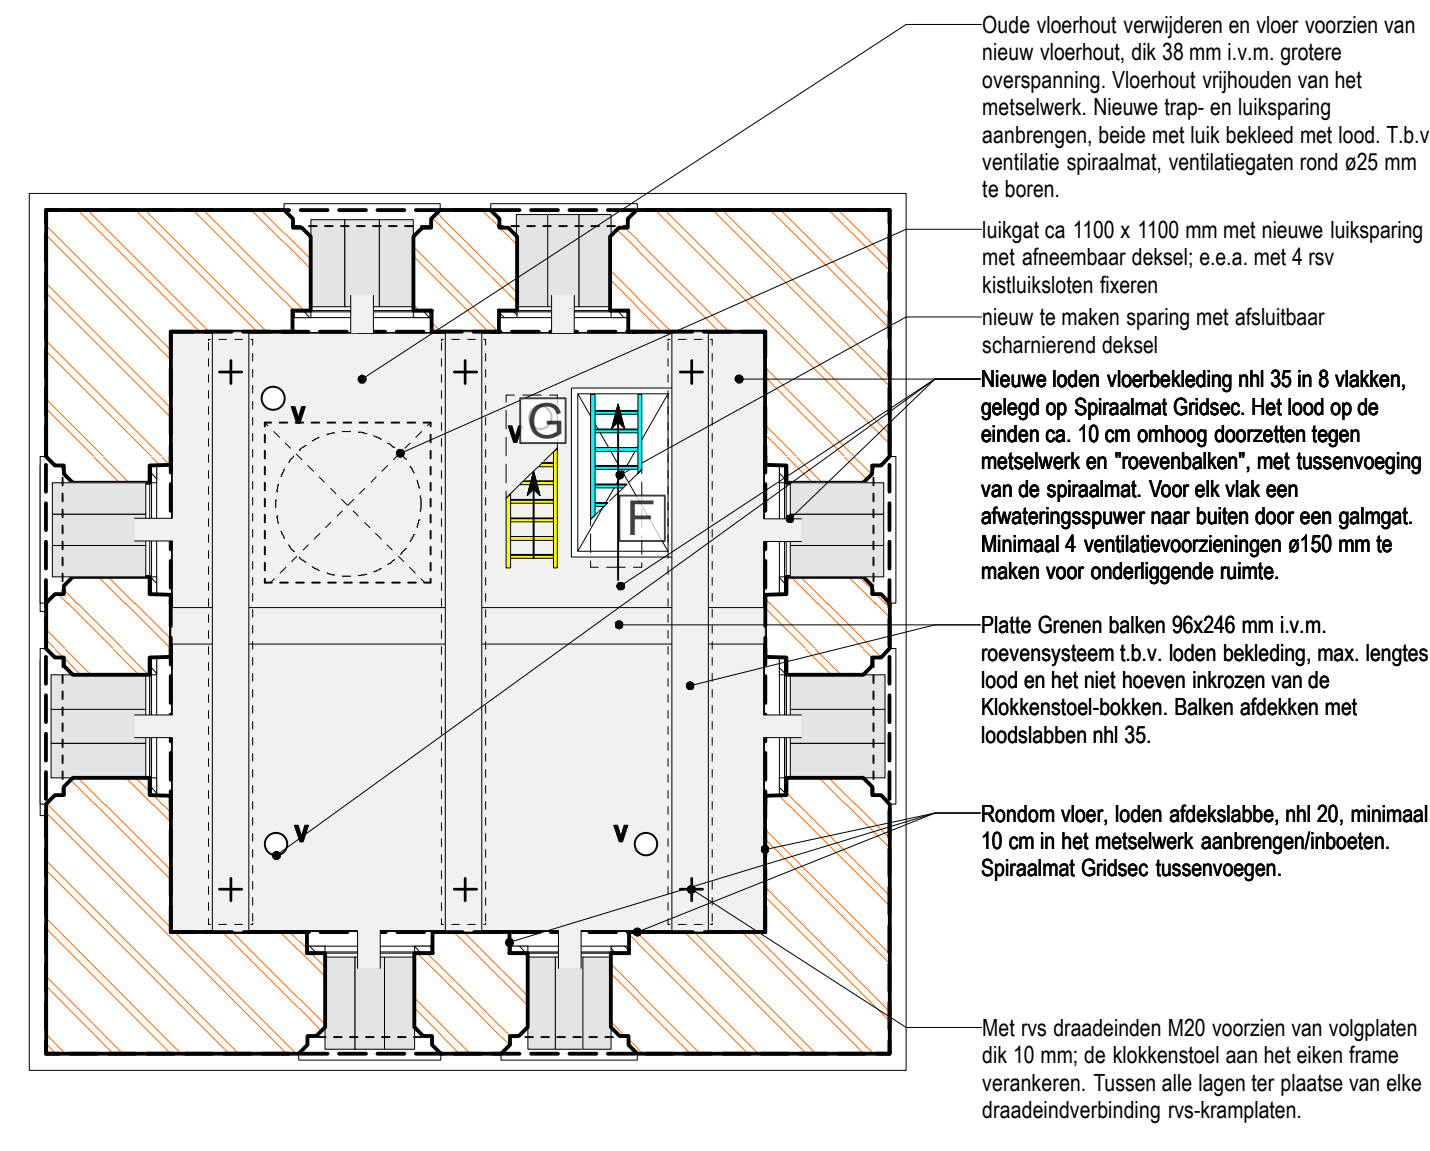 Oude vloerhout verwijderen en vloer voorzien van
nieuw vloerhout, dik 38 mm i.v.m. grotere
overspanning. Vloerhout vrijhouden van het
metselwerk. Nieuwe trap- en luiksparing
aanbrengen, beide met luik bekleed met lood. T.b.v
ventilatie spiraalmat, ventilatiegaten rond ø25 mm
te boren.
luikgat ca 1100 x 1100 mm met nieuwe luiksparing
met afneembaar deksel; e.e.a. met 4 rsv
kistluiksloten fixeren
nieuw te maken sparing met afsluitbaar
scharnierend deksel
Nieuwe loden vloerbekleding nhl 35 in 8 vlakken,
gelegd op Spiraalmat Gridsec. Het lood op de
einden ca. 10 cm omhoog doorzetten tegen
metselwerk en "roevenbalken", met tussenvoeging
van de spiraalmat. Voor elk vlak een
afwateringsspuwer naar buiten door een galmgat.
Minimaal 4 ventilatievoorzieningen ø150 mm te
maken voor onderliggende ruimte.
Platte Grenen balken 96x246 mm i.v.m.
roevensysteem t.b.v. loden bekleding, max. lengtes
lood en het niet hoeven inkrozen van de
Klokkenstoel-bokken. Balken afdekken met
loodslabben nhl 35.
Rondom vloer, loden afdekslabbe, nhl 20, minimaal
10 cm in het metselwerk aanbrengen/inboeten.
Spiraalmat Gridsec tussenvoegen.
Met rvs draadeinden M20 voorzien van volgplaten
dik 10 mm; de klokkenstoel aan het eiken frame
verankeren. Tussen alle lagen ter plaatse van elke
draadeindverbinding rvs-kramplaten.
v
v
G
F
v
v